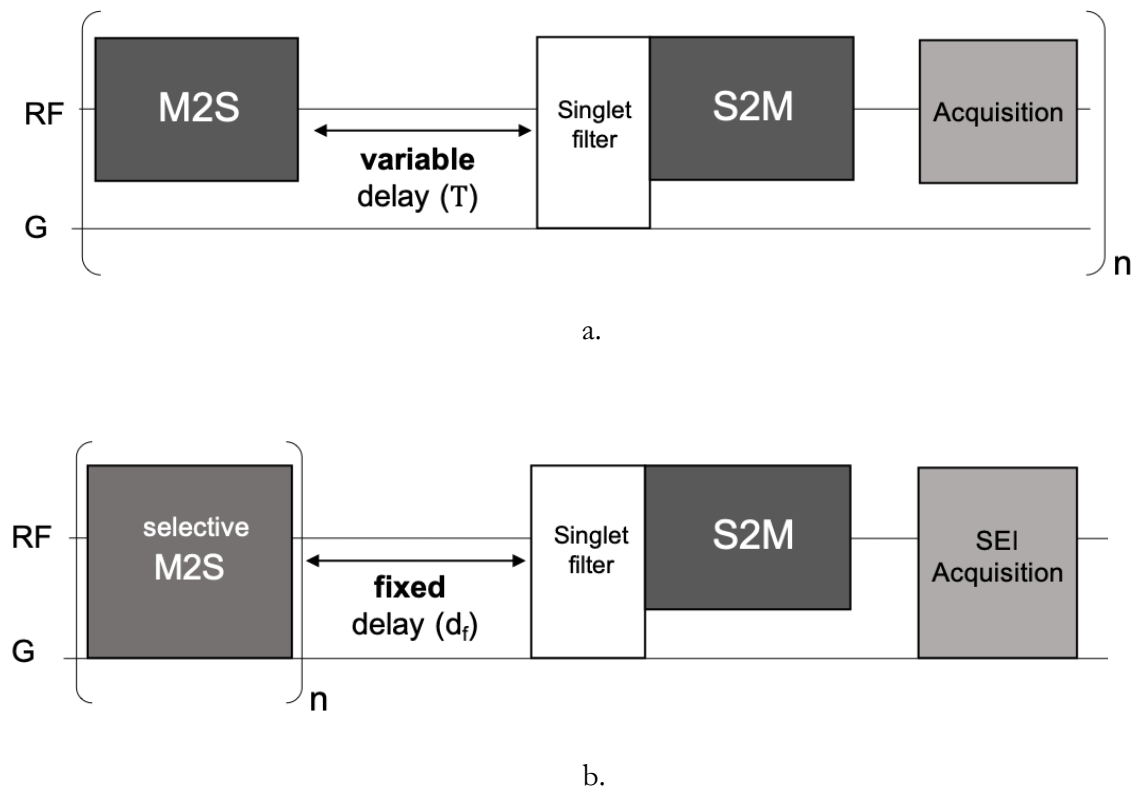 M2S
Singlet
filter
S2M
Acquisition
RF
variable
delay (T)
G
n
a.
selective
M2S
Singlet
filter
S2M
SEI
Acquisition
RF
fixed
delay (df)
G
n
b.